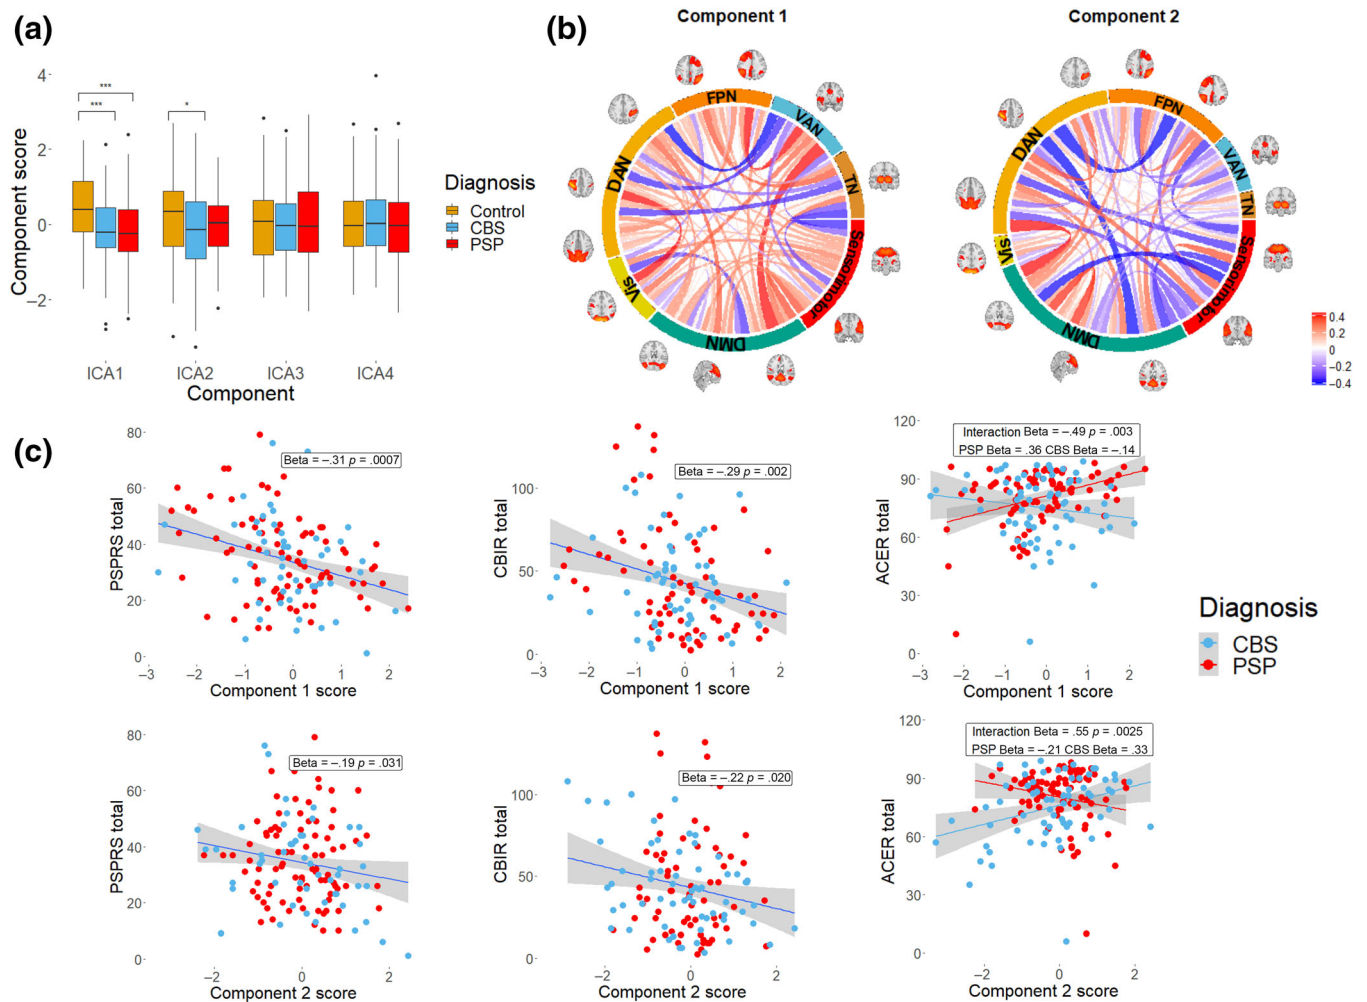 (a)
Component score
4
2
0
−2
***
***
*
ICA1 ICA2 ICA3 ICA4
Component
Diagnosis
Control
CBS
PSP
(b)
Component 1
FPN
VAN
TN
Sensorimotor
DMN
Vis
DAN
Component 2
FPN
VAN
TN
Sensorimotor
DMN
Vis
DAN
0.4
0.2
0
−0.2
−0.4
(c)
PSPRS total
80
60
40
20
0
Beta = −.31 p = .0007
−3 −2 −1 0 1 2
Component 1 score
CBIR total
100
50
0
Beta = −.29 p = .002
−3 −2 −1 0 1 2
Component 1 score
ACER total
120
90
60
30
0
Interaction Beta = −.49 p = .003
PSP Beta = .36 CBS Beta = −.14
−3 −2 −1 0 1 2
Component 1 score
Diagnosis
CBS
PSP
PSPRS total
80
60
40
20
0
Beta = −.19 p = .031
−2 0 2
Component 2 score
CBIR total
100
50
0
Beta = −.22 p = .020
−2 0 2
Component 2 score
ACER total
120
90
60
30
0
Interaction Beta = .55 p = .0025
PSP Beta = −.21 CBS Beta = .33
−2 0 2
Component 2 score